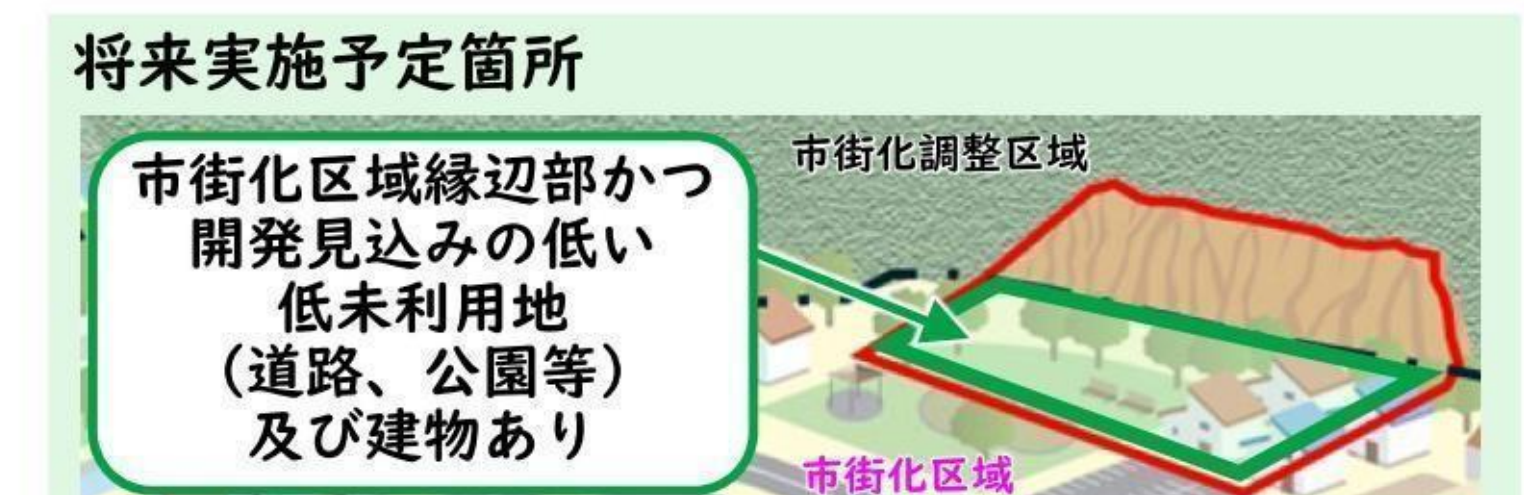 将来実施予定箇所
市街化区域縁辺部かつ
開発見込みの低い
低未利用地
（道路、公園等）
及び建物あり
市街化調整区域
市街化区域